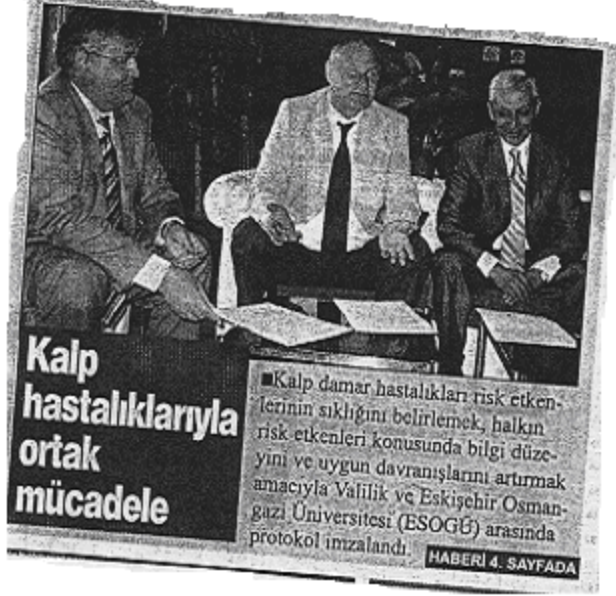 Kalp
hastalıklarıyla
ortak
mücadele
■Kalp damar hastalıkları risk etken-
lerinin sıklığını belirlemek, halkın
risk etkenleri konusunda bilgi düze-
yini ve uygun davranışlarını artırmak
amacıyla Valilik ve Eskişehir Osman-
gazi Üniversitesi (ESOGÜ) arasında
protokol imzalandı.
HABERİ 4. SAYFADA